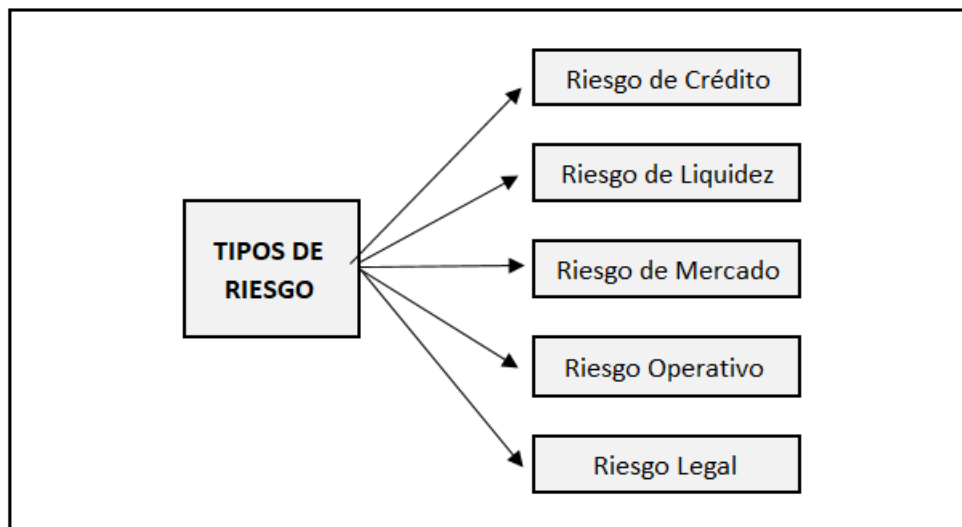 TIPOS DE
RIESGO
Riesgo de Crédito
Riesgo de Liquidez
Riesgo de Mercado
Riesgo Operativo
Riesgo Legal